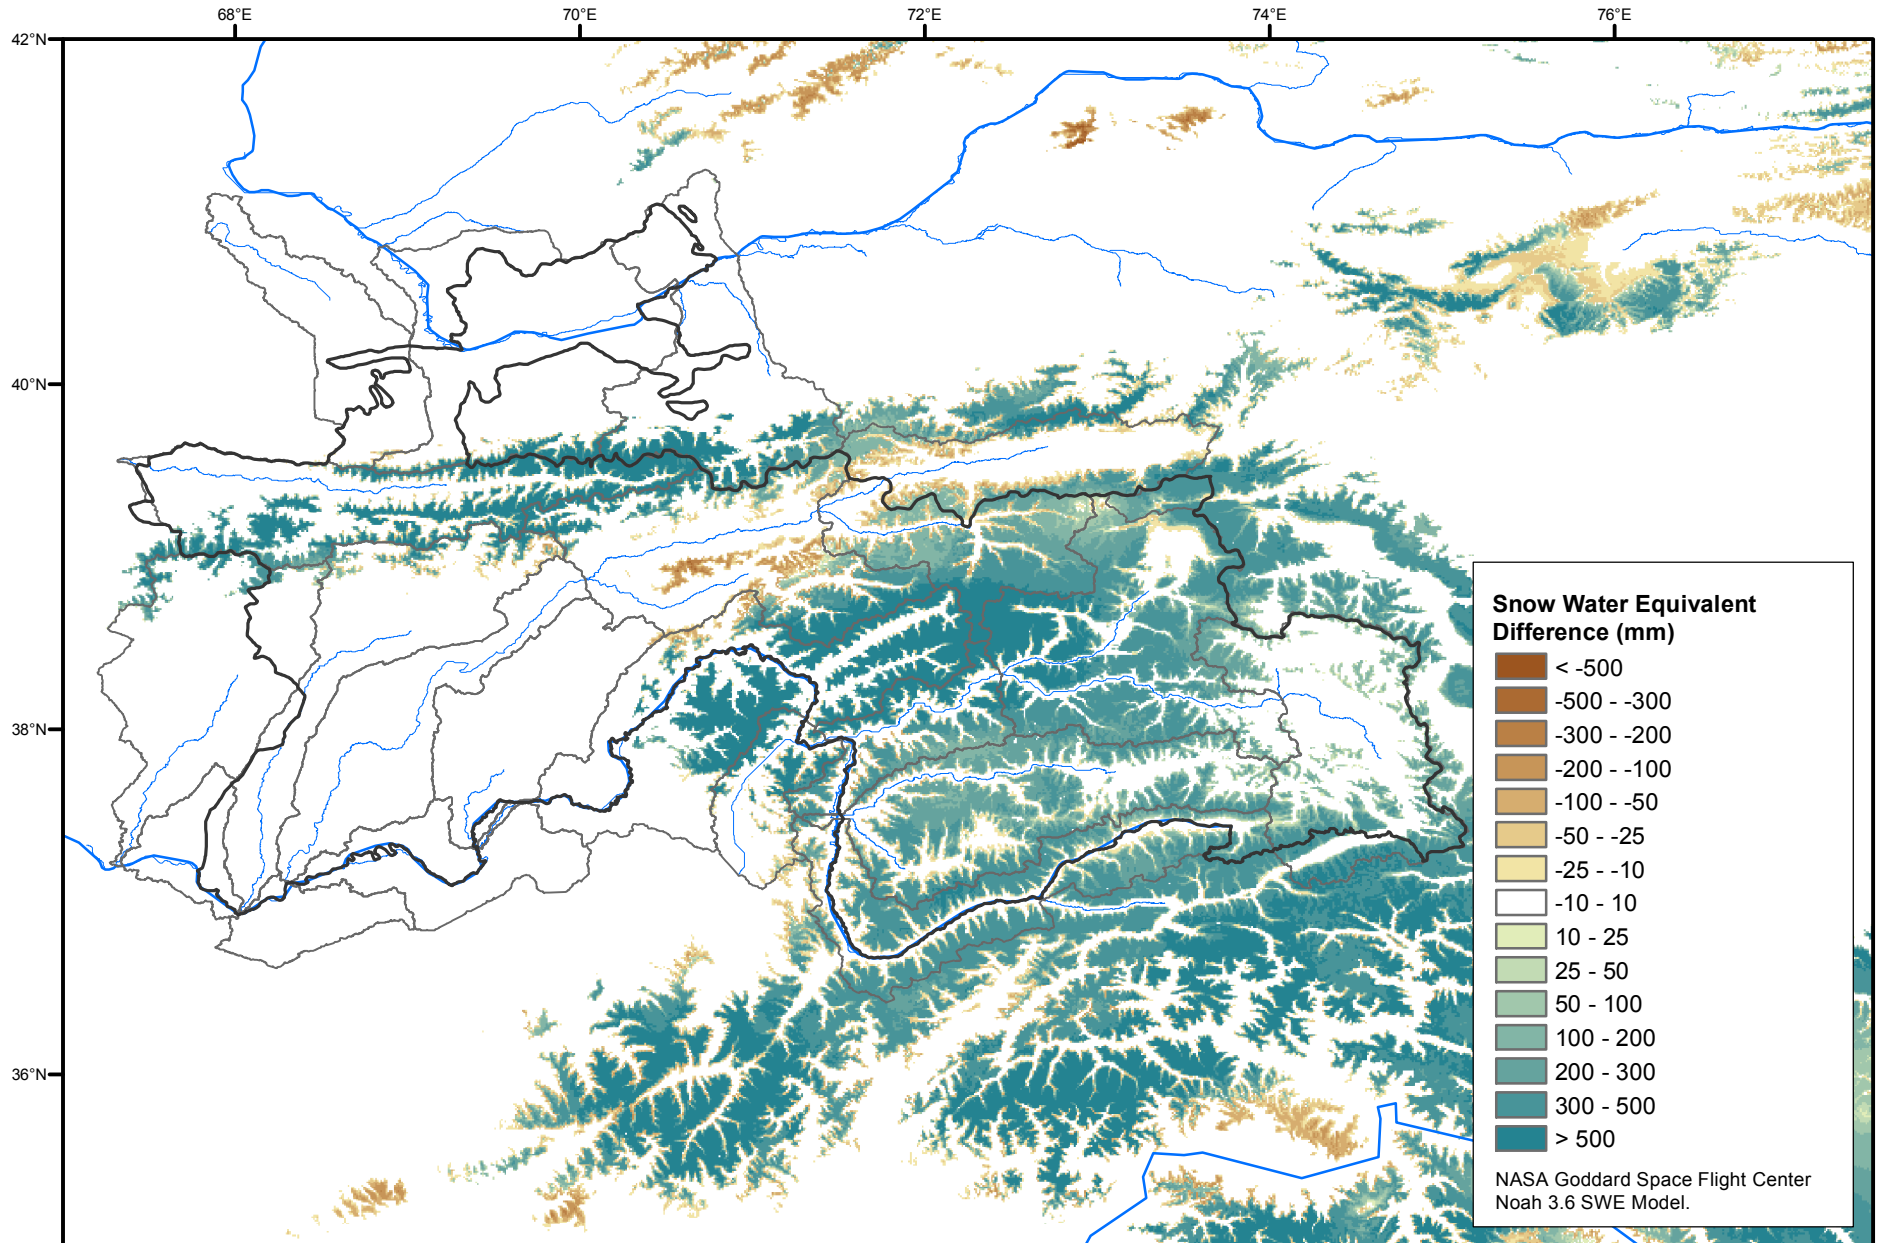 68°E
70°E
72°E
74°E
76°E
42°N
40°N
38°N
36°N
Snow Water Equivalent
Difference (mm)
< -500
-500 - -300
-300 - -200
-200 - -100
-100 - -50
-50 - -25
-25 - -10
-10 - 10
10 - 25
25 - 50
50 - 100
100 - 200
200 - 300
300 - 500
> 500
NASA Goddard Space Flight Center
Noah 3.6 SWE Model.